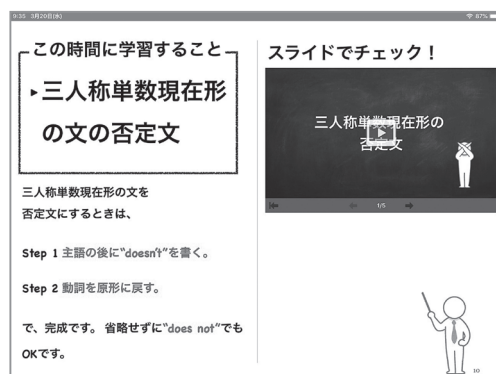 9:35 3月20日(水)
87%
この時間に学習すること
▸三人称単数現在形
の文の否定文
三人称単数現在形の文を
否定文にするときは、
Step 1 主語の後に“doesn't”を書く。
Step 2 動詞を原形に戻す。
で、完成です。 省略せずに“does not”でも
OKです。
スライドでチェック！
三人称単数現在形の
否定文
1/5
10